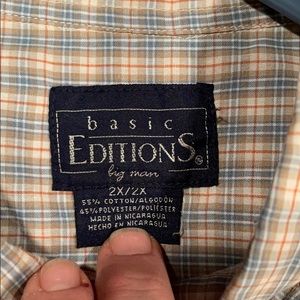 basic
EDITIONS®
big man
2X/2X
55% COTTON/ALGODON
45% POLYESTER/POLIESTER
MADE IN NICARAGUA
HECHO EN NICARAGUA